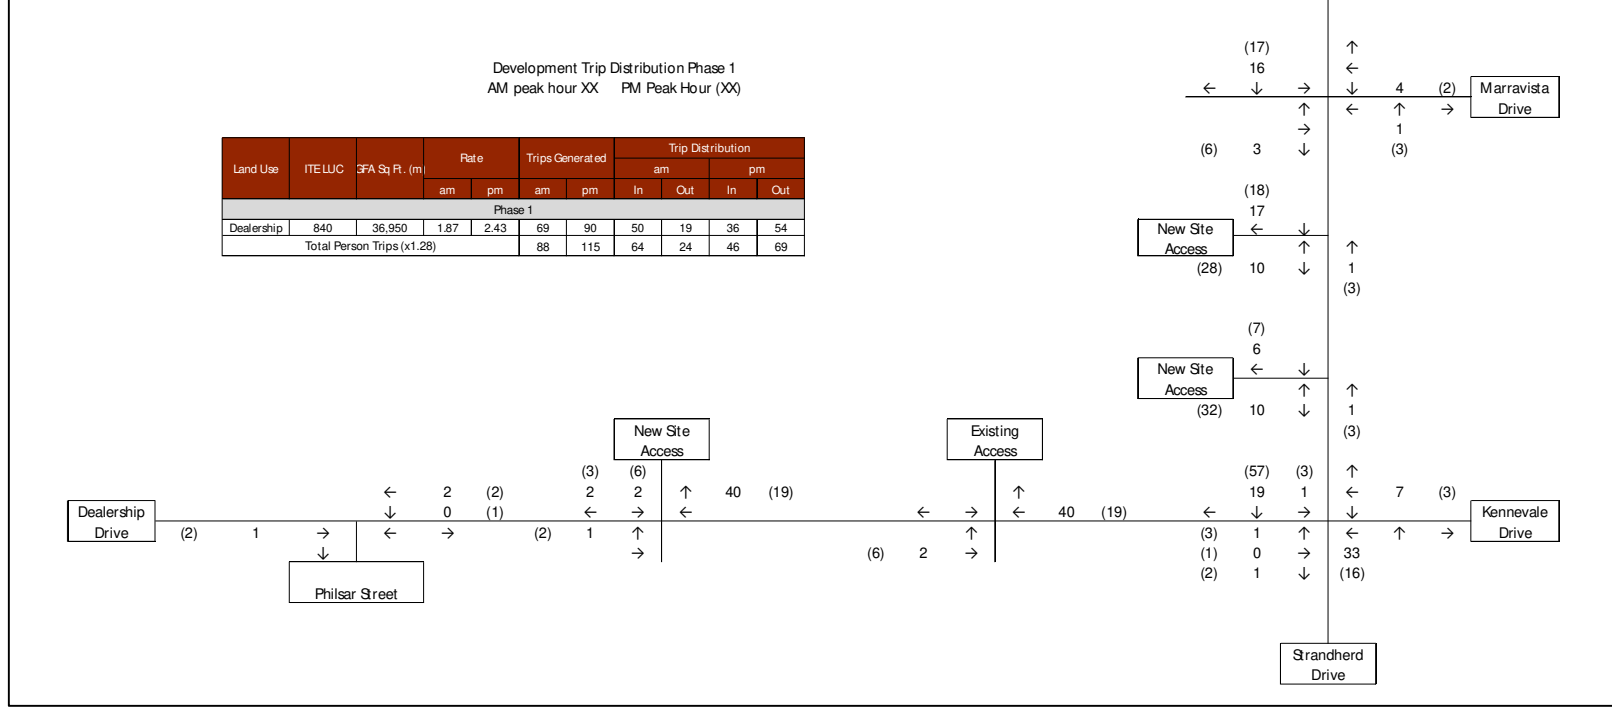 Development Trip Distribution Phase 1
AM peak hour XX PM Peak Hour (XX)
Land Use ITE LUC GFA Sq Ft. (m Rate Trips Generated Trip Distribution
am pm
am pm am pm In Out In Out
Phase 1
Dealership 840 36,950 1.87 2.43 69 90 50 19 36 54
Total Person Trips (x1.28) 88 115 64 24 46 69
(17) ↑
16 ←
← ↓ → ↓ 4 (2)
Marravista
Drive
↑ ← ↑ →
→ 1
(6) 3 ↓ (3)
(18)
17
New Site
Access
← ↓
↑ ↑
(28) 10 ↓ 1
(3)
(7)
6
New Site
Access
← ↓
↑ ↑
(32) 10 ↓ 1
(3)
New Site
Access
Existing
Access
(3) (6) (57) (3) ↑
← 2 (2) 2 2 ↑ 40 (19) ↑ 19 1 ← 7 (3)
↓ 0 (1) ← → ← ← → ← 40 (19) ← ↓ → ↓
Dealership
Drive
Kennevale
Drive
(2) 1 → ← → (2) 1 ↑ ↑ (3) 1 ↑ ← ↑ →
↓ → (6) 2 → (1) 0 → 33
(2) 1 ↓ (16)
Philsar Street
Strandherd
Drive